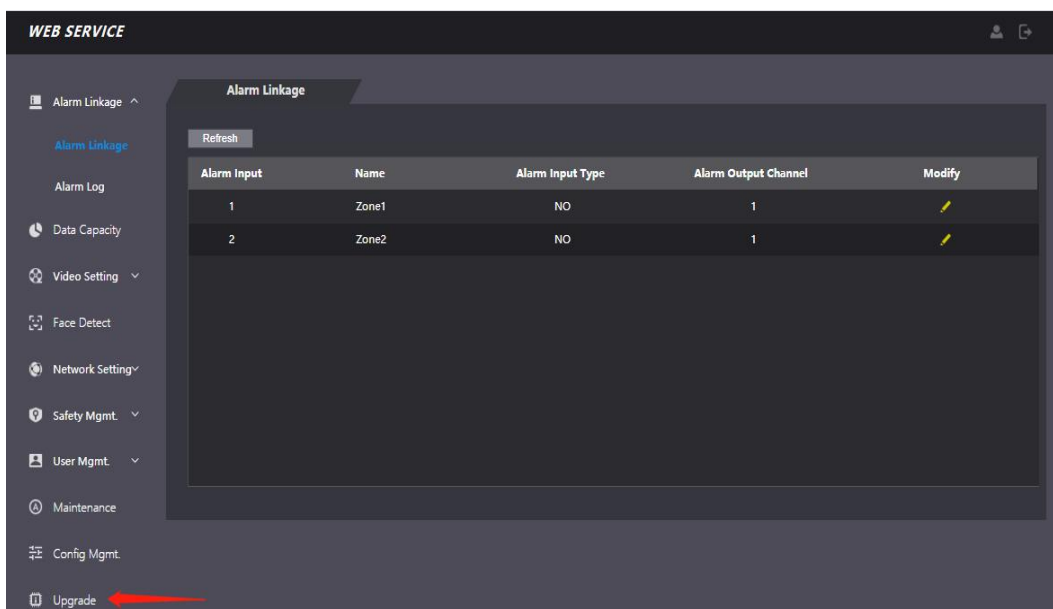 WEB SERVICE
Alarm Linkage
Alarm Linkage
Alarm Log
Data Capacity
Video Setting
Face Detect
Network Setting
Safety Mgmt.
User Mgmt.
Maintenance
Config Mgmt.
Upgrade
Alarm Linkage
Refresh
Alarm Input Name Alarm Input Type Alarm Output Channel Modify
1 Zone1 NO 1
2 Zone2 NO 1